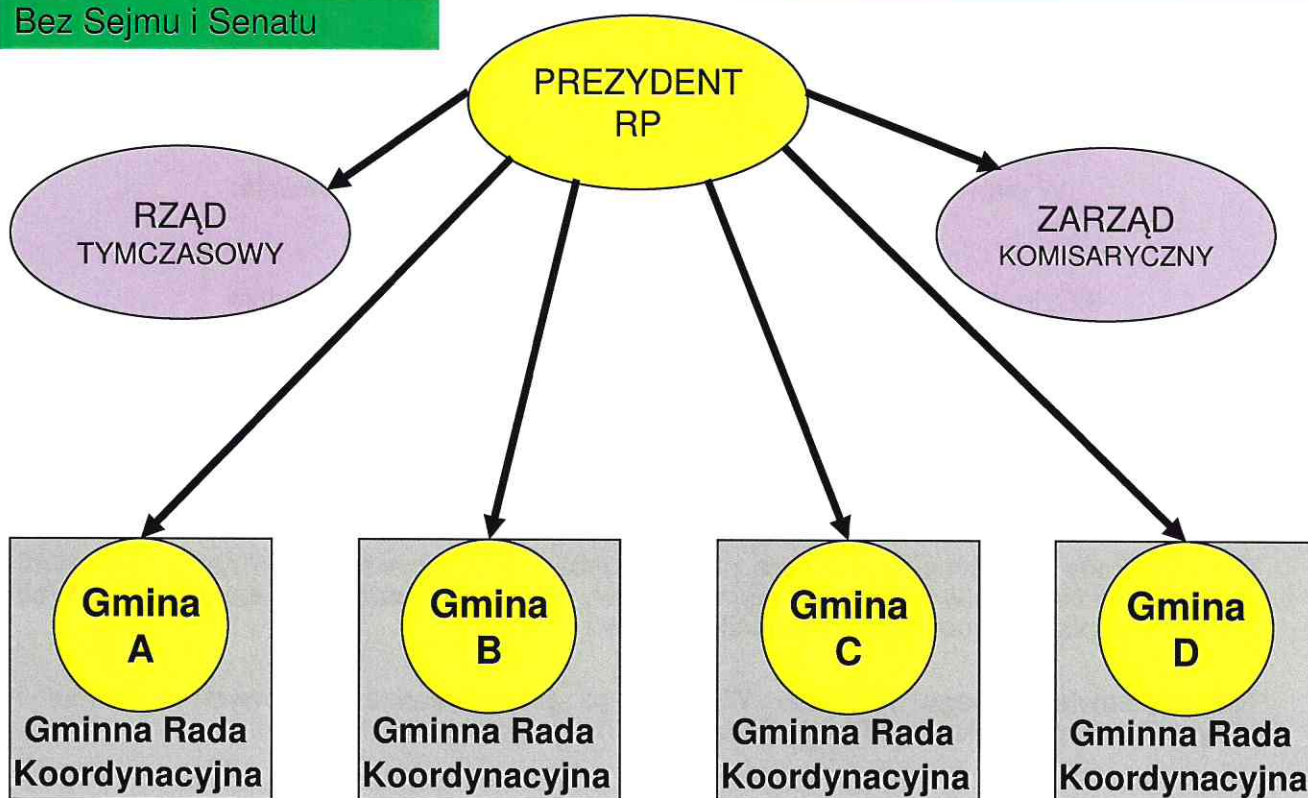 Bez Sejmu i Senatu
PREZYDENT
RP
RZĄD
TYMCZASOWY
ZARZĄD
KOMISARYCZNY
Gmina
A
Gminna Rada
Koordynacyjna
Gmina
B
Gminna Rada
Koordynacyjna
Gmina
C
Gminna Rada
Koordynacyjna
Gmina
D
Gminna Rada
Koordynacyjna